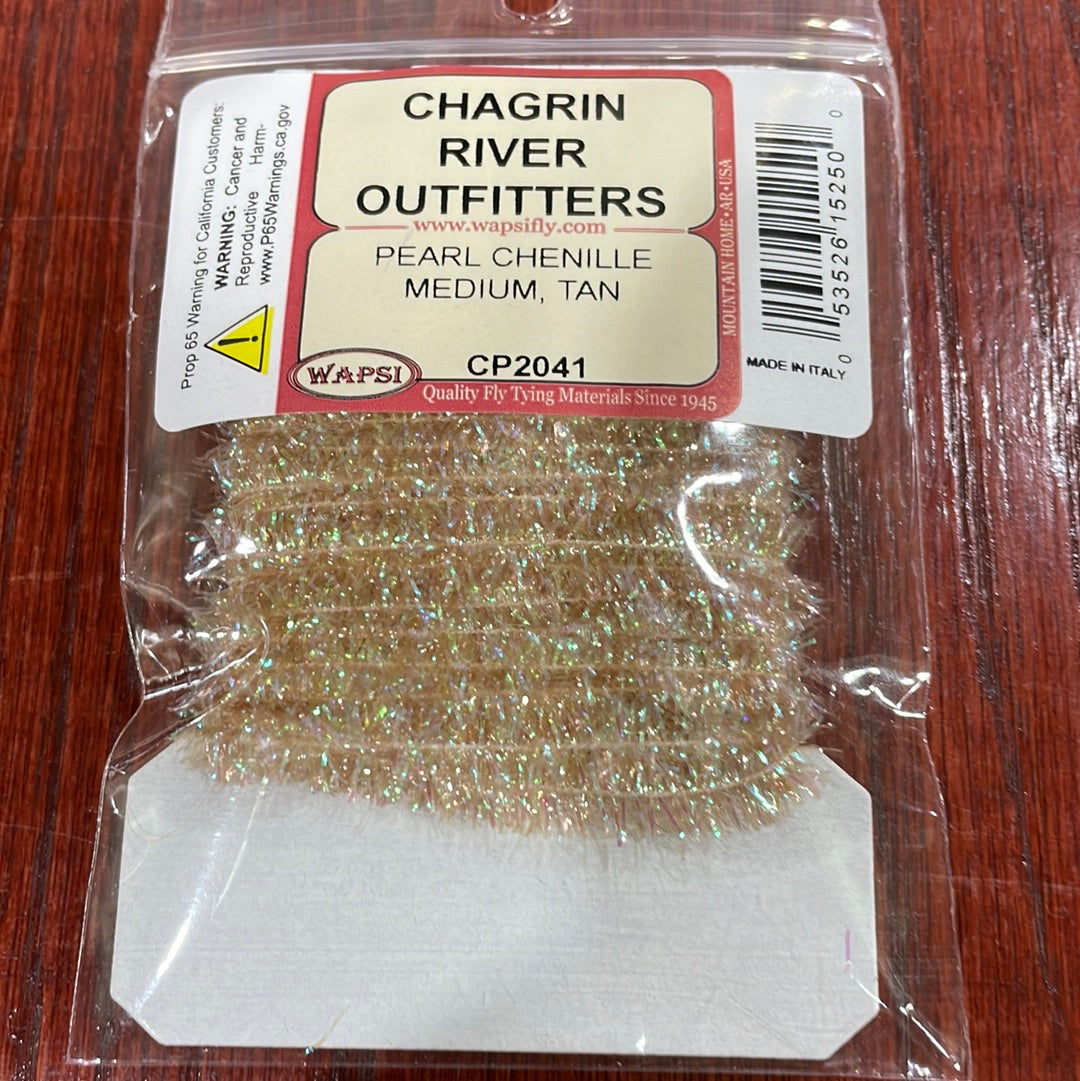 Prop 65 Warning for California Customers:
WARNING: Cancer and
Reproductive Harm-
www.P65Warnings.ca.gov
!
CHAGRIN
RIVER
OUTFITTERS
www.wapsifly.com
PEARL CHENILLE
MEDIUM, TAN
CP2041
WAPSI
Quality Fly Tying Materials Since 1945
MOUNTAIN HOME•AR•USA
0 53526 15250 0
MADE IN ITALY